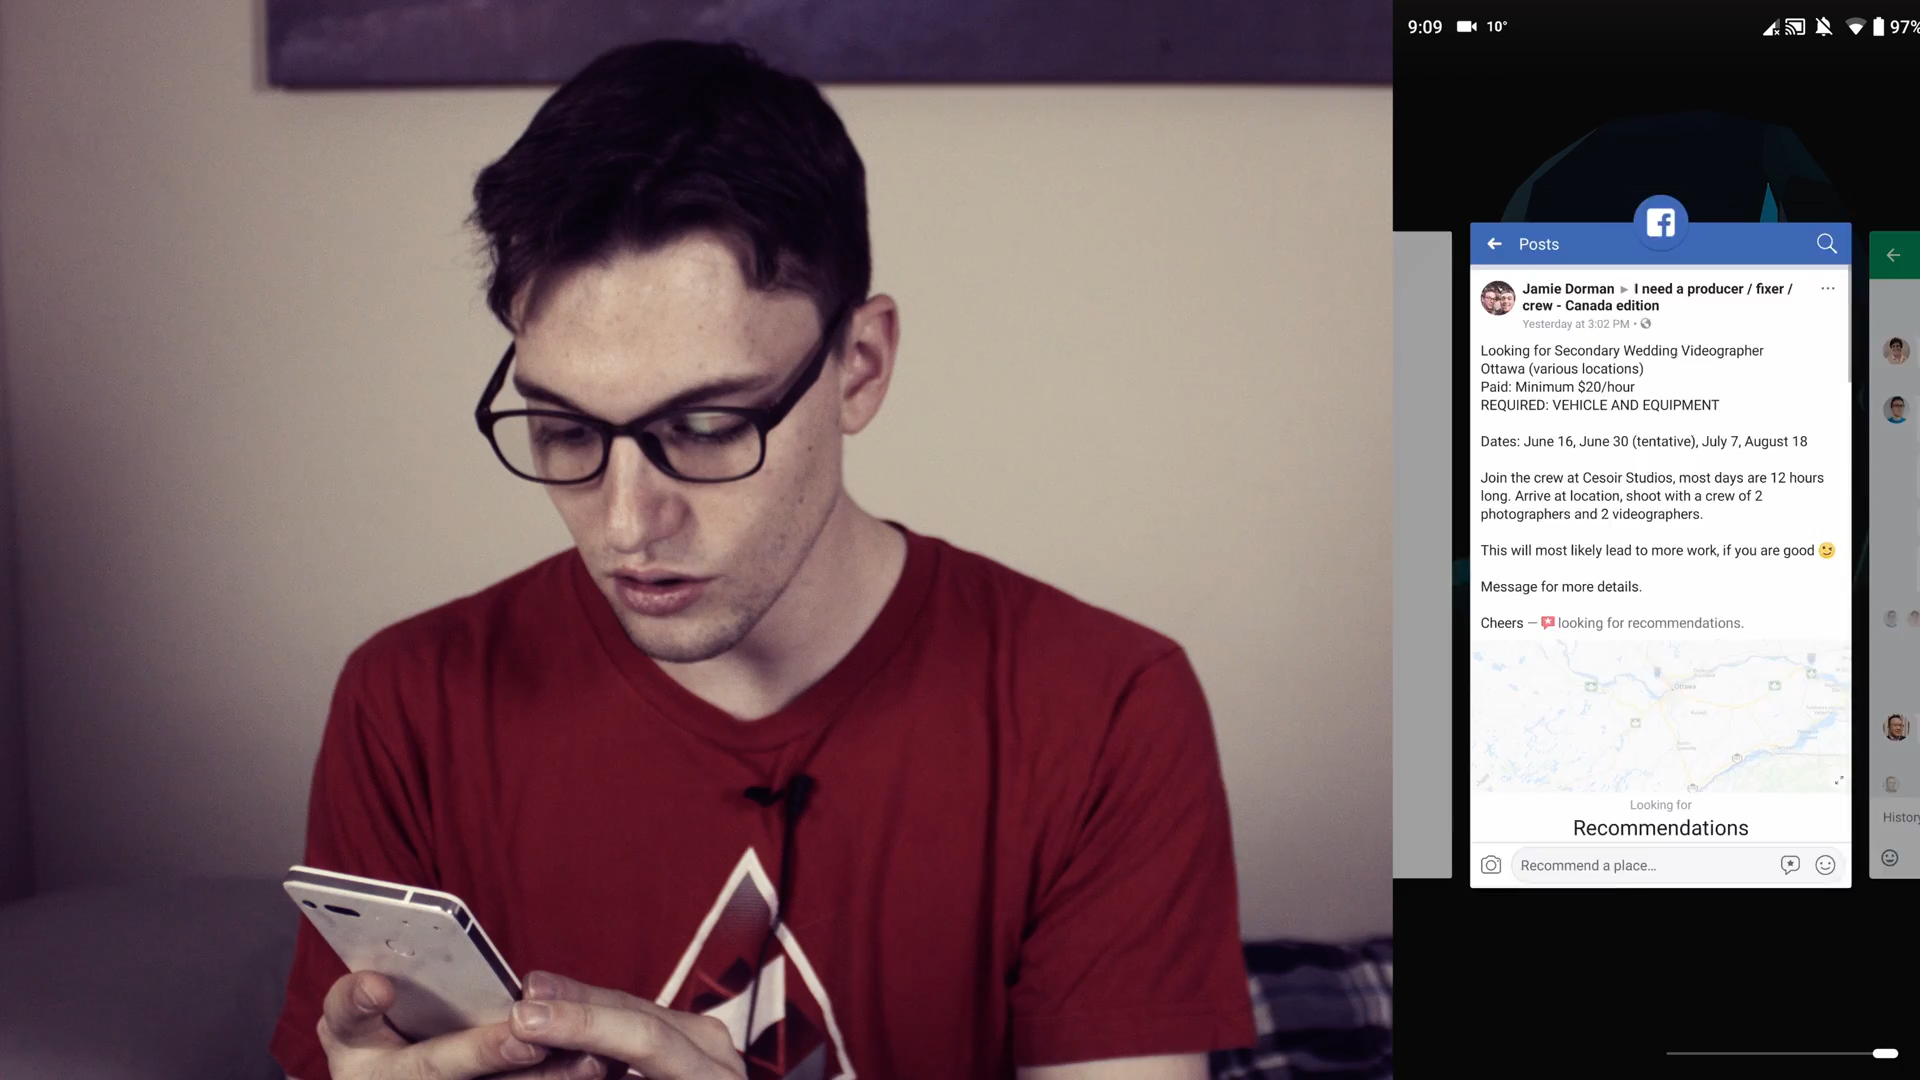 9:09 10° 97%
Posts
Jamie Dorman ▸ I need a producer / fixer /
crew - Canada edition
Yesterday at 3:02 PM •
Looking for Secondary Wedding Videographer
Ottawa (various locations)
Paid: Minimum $20/hour
REQUIRED: VEHICLE AND EQUIPMENT
Dates: June 16, June 30 (tentative), July 7, August 18
Join the crew at Cesoir Studios, most days are 12 hours
long. Arrive at location, shoot with a crew of 2
photographers and 2 videographers.
This will most likely lead to more work, if you are good 😉
Message for more details.
Cheers — looking for recommendations.
Ottawa
Looking for
Recommendations
Recommend a place...
History